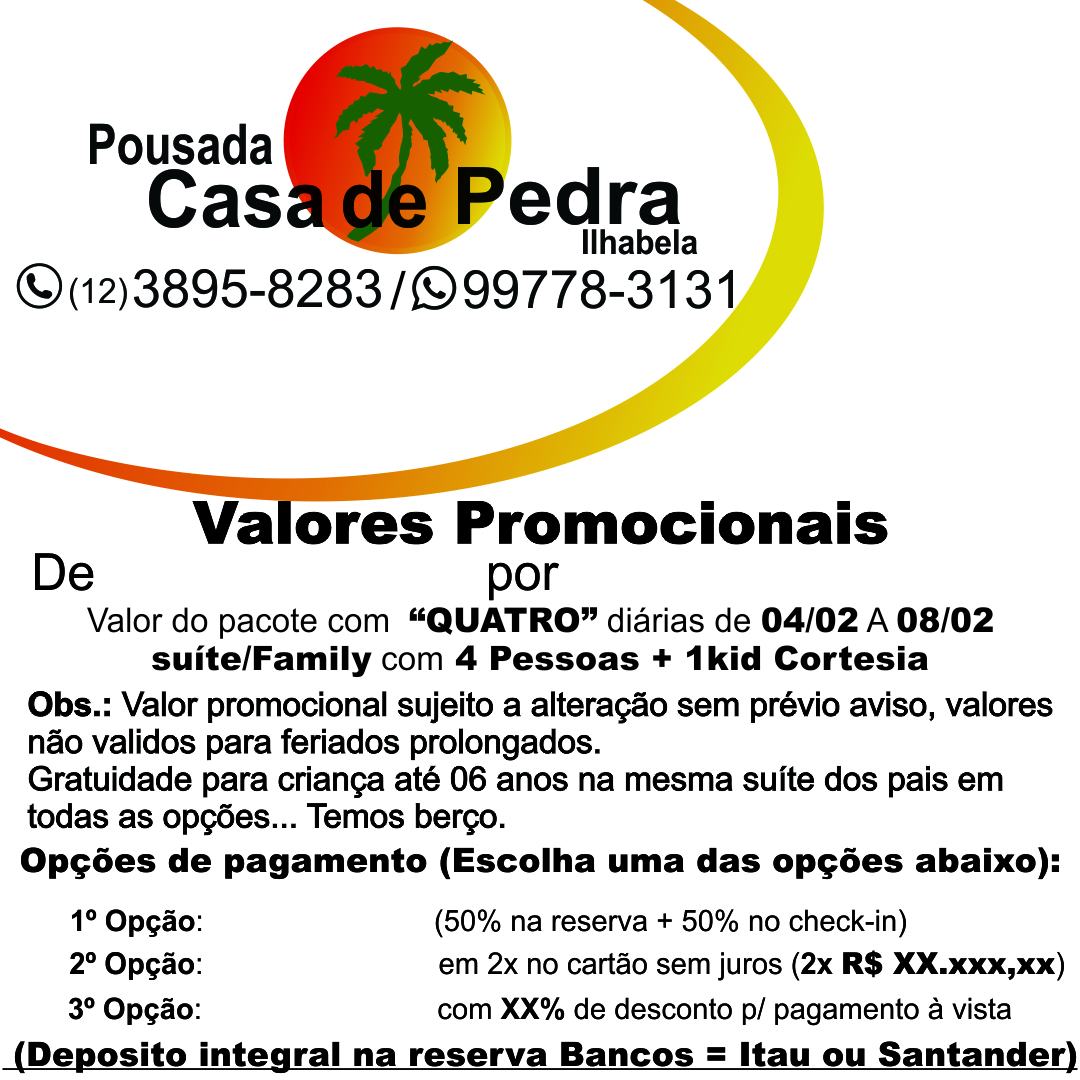 Pousada
Casa de Pedra
Ilhabela
(12) 3895-8283 / 99778-3131
Valores Promocionais
De por
Valor do pacote com “QUATRO” diárias de 04/02 A 08/02
suíte/Family com 4 Pessoas + 1kid Cortesia
Obs.: Valor promocional sujeito a alteração sem prévio aviso, valores
não validos para feriados prolongados.
Gratuidade para criança até 06 anos na mesma suíte dos pais em
todas as opções... Temos berço.
Opções de pagamento (Escolha uma das opções abaixo):
1º Opção: (50% na reserva + 50% no check-in)
2º Opção: em 2x no cartão sem juros (2x R$ XX.xxx,xx)
3º Opção: com XX% de desconto p/ pagamento à vista
(Deposito integral na reserva Bancos = Itau ou Santander)